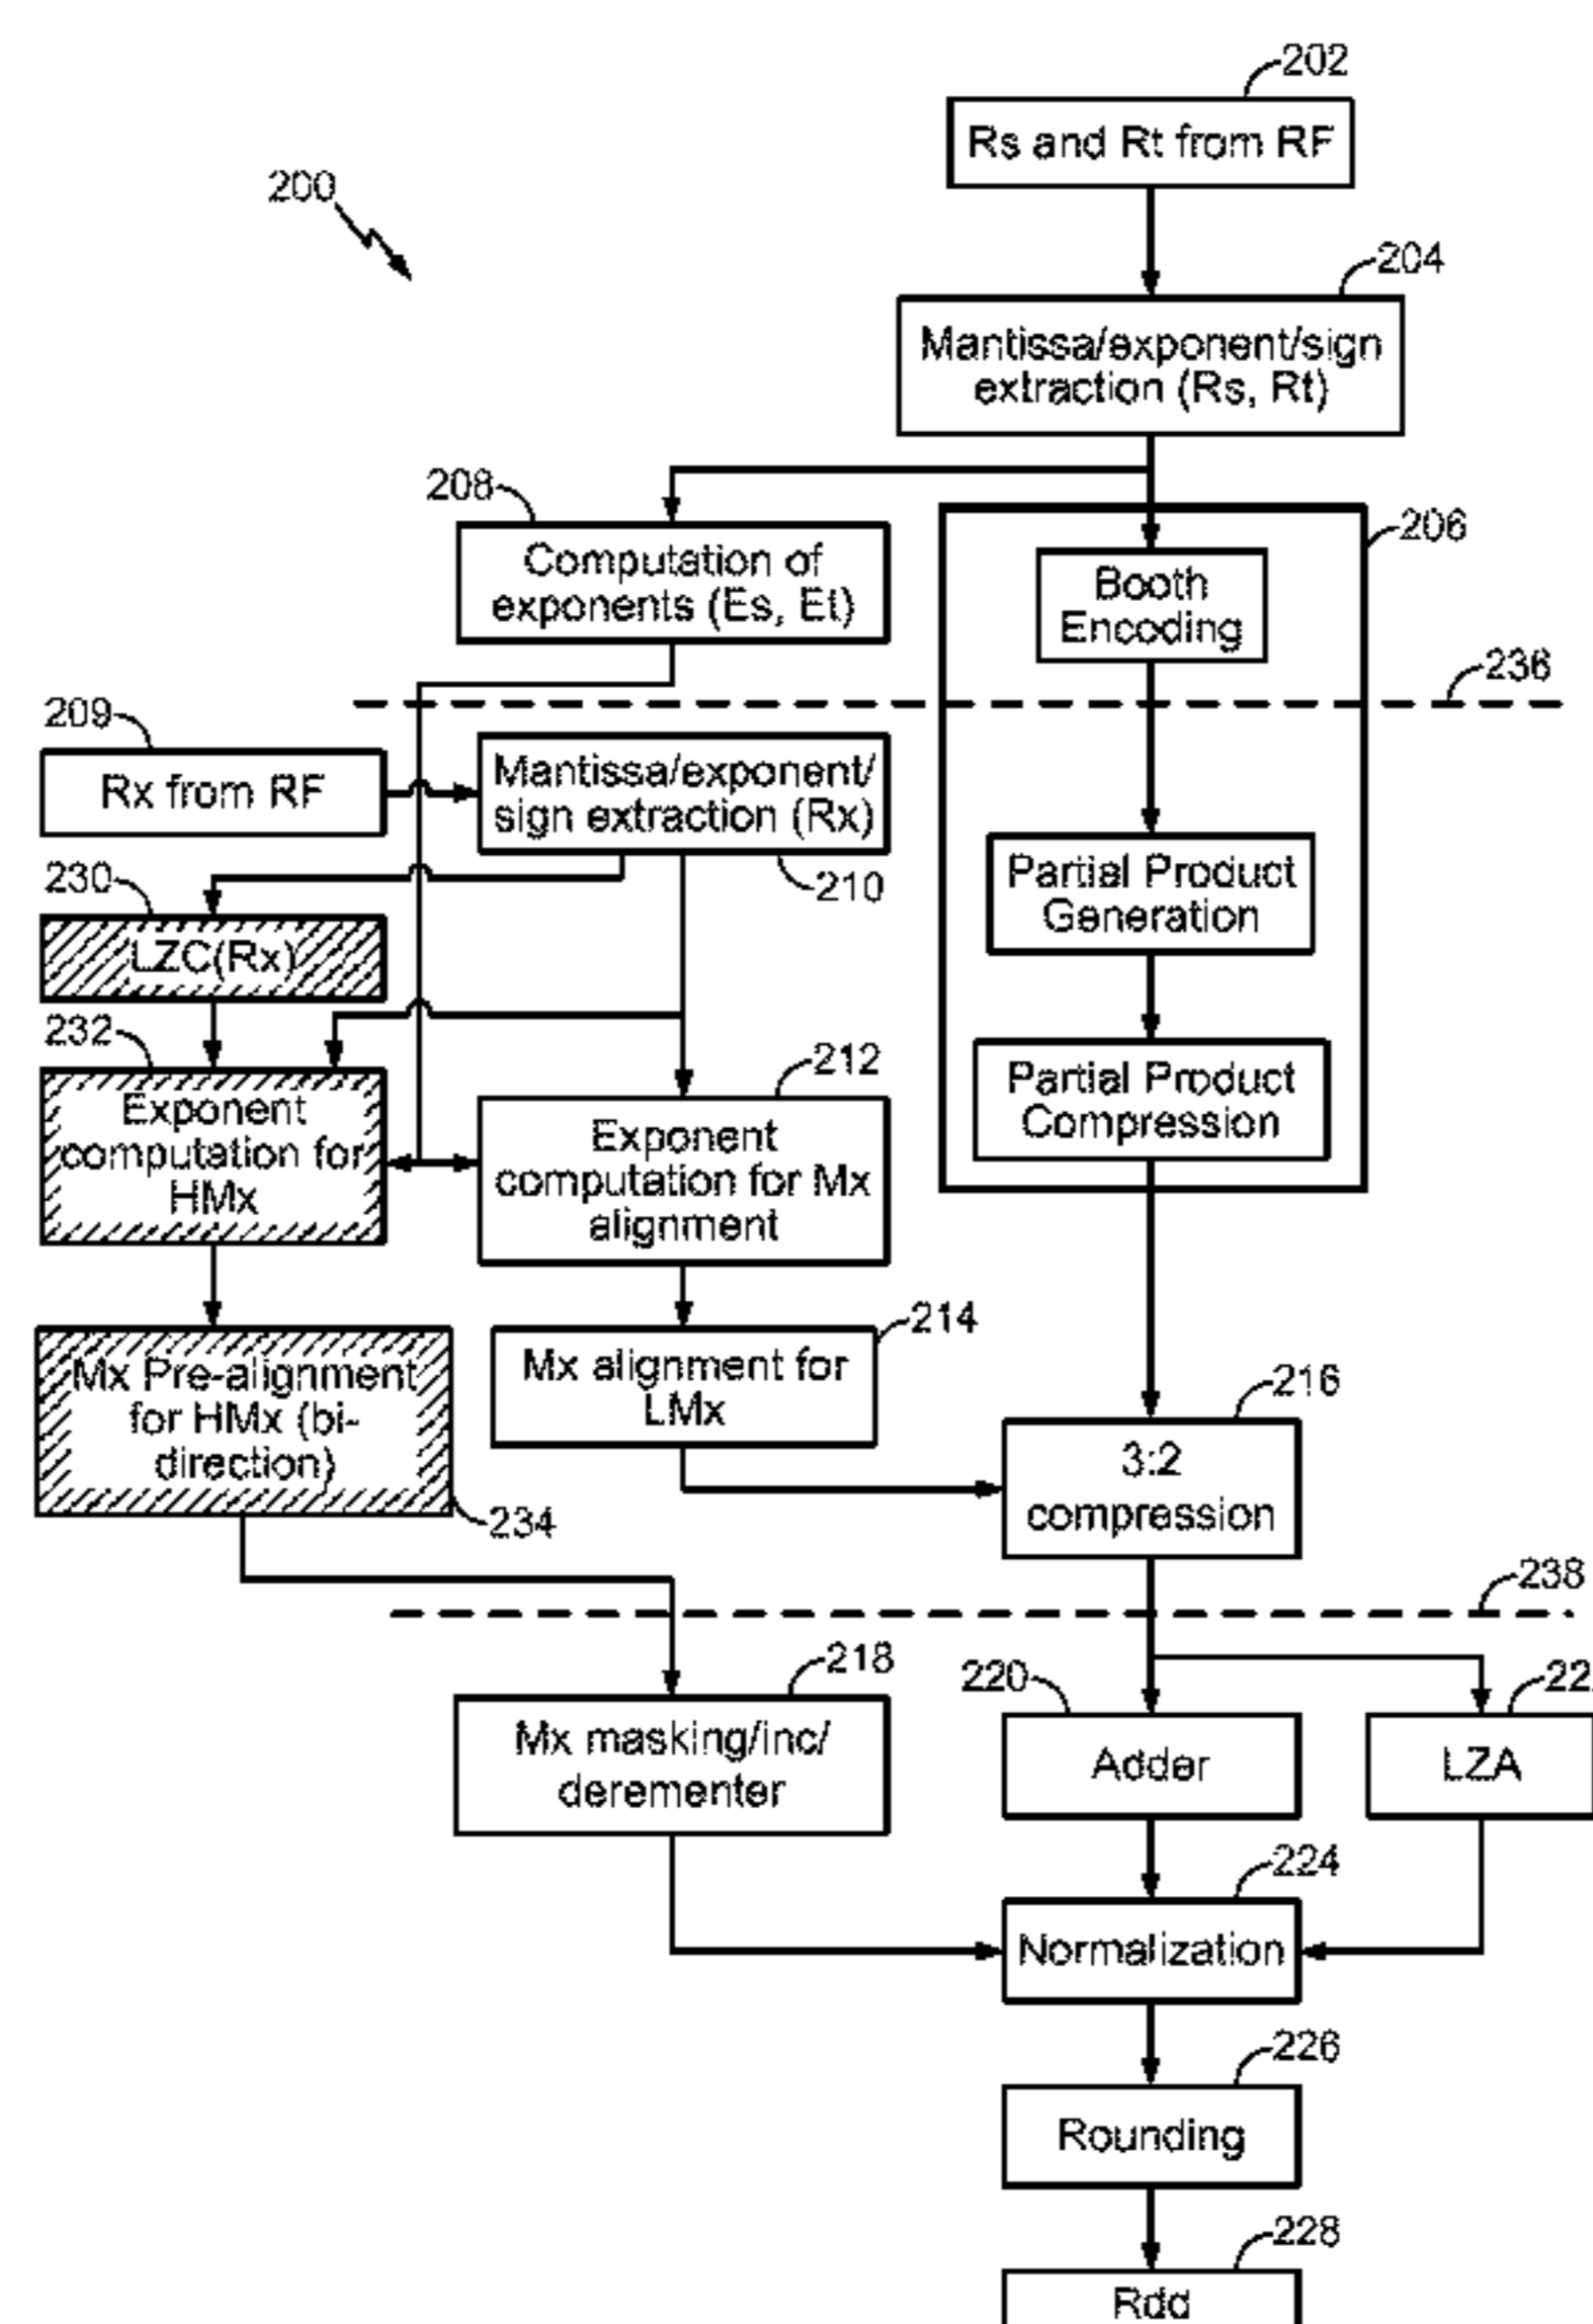 202
Rs and Rt from RF
200
204
Mantissa/exponent/sign
extraction (Rs, Rt)
208
Computation of
exponents (Es, Et)
206
Booth
Encoding
236
209
Rx from RF
Mantissa/exponent/
sign extraction (Rx)
210
Partial Product
Generation
230
LZC(Rx)
232
Exponent
computation for
HMx
212
Exponent
computation for Mx
alignment
Partial Product
Compression
Mx Pre-alignment
for HMx (bi-
direction)
234
214
Mx alignment for
LMx
216
3:2
compression
238
218
Mx masking/inc/
derementer
220
Adder
22
LZA
224
Normalization
226
Rounding
228
Rdd